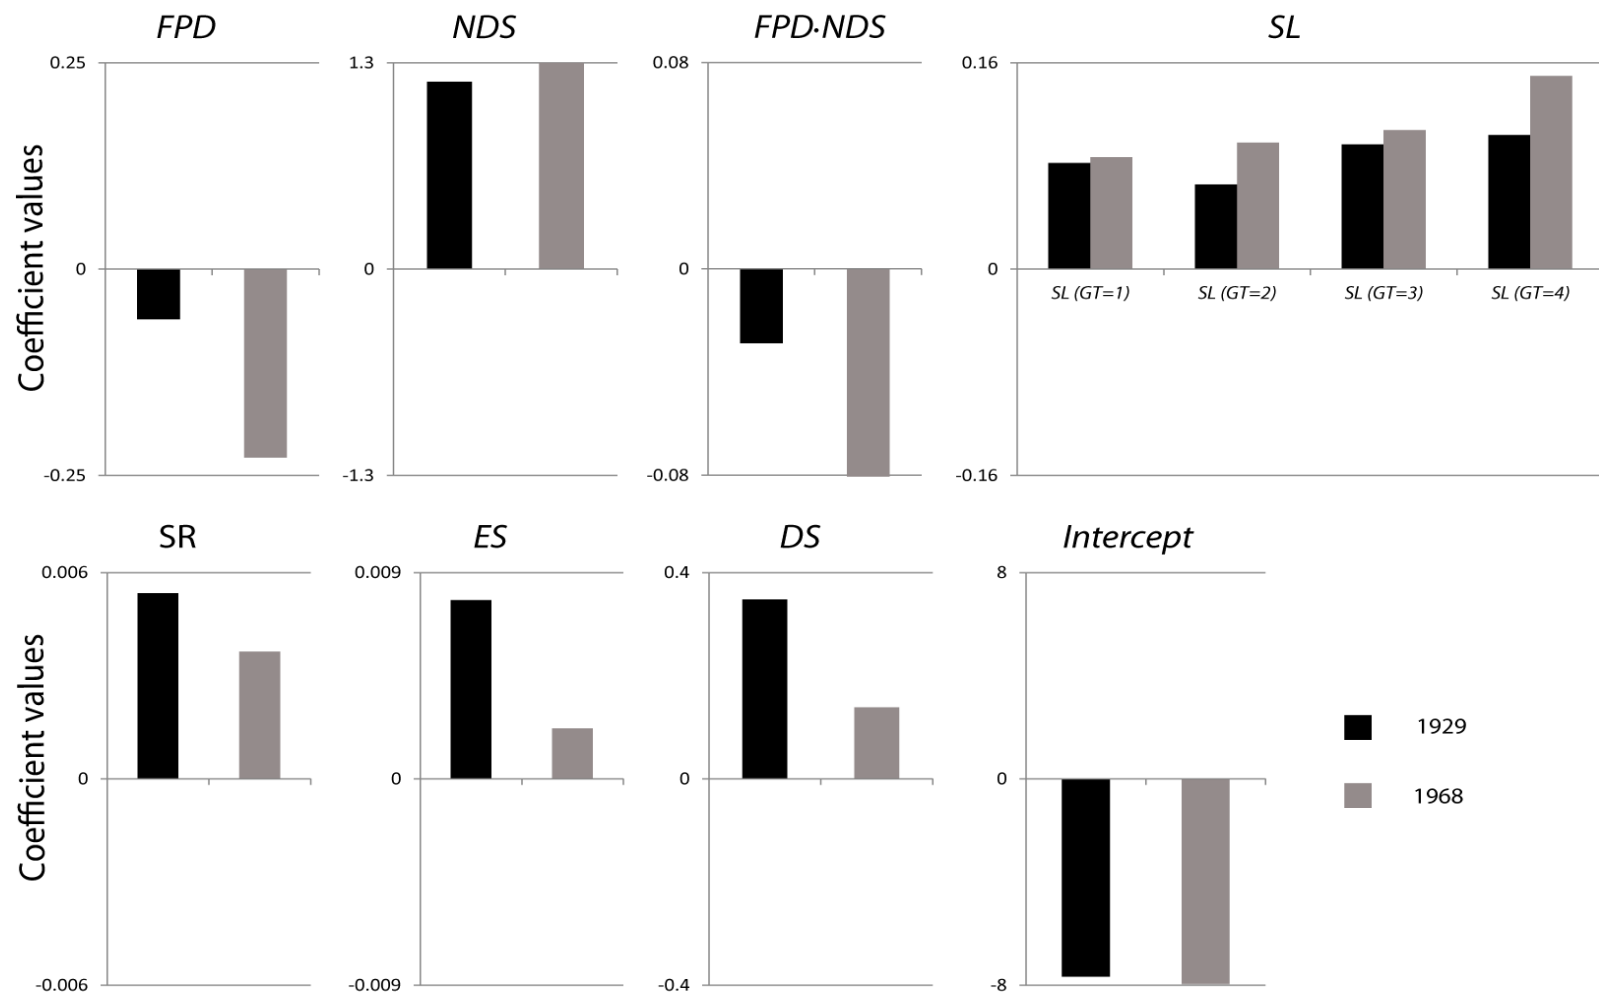 FPD
NDS
FPD·NDS
SL
Coefficient values
0.25
0
-0.25
1.3
0
-1.3
0.08
0
-0.08
0.16
0
-0.16
SL (GT=1)
SL (GT=2)
SL (GT=3)
SL (GT=4)
SR
ES
DS
Intercept
Coefficient values
0.006
0
-0.006
0.009
0
-0.009
0.4
0
-0.4
8
0
-8
1929
1968